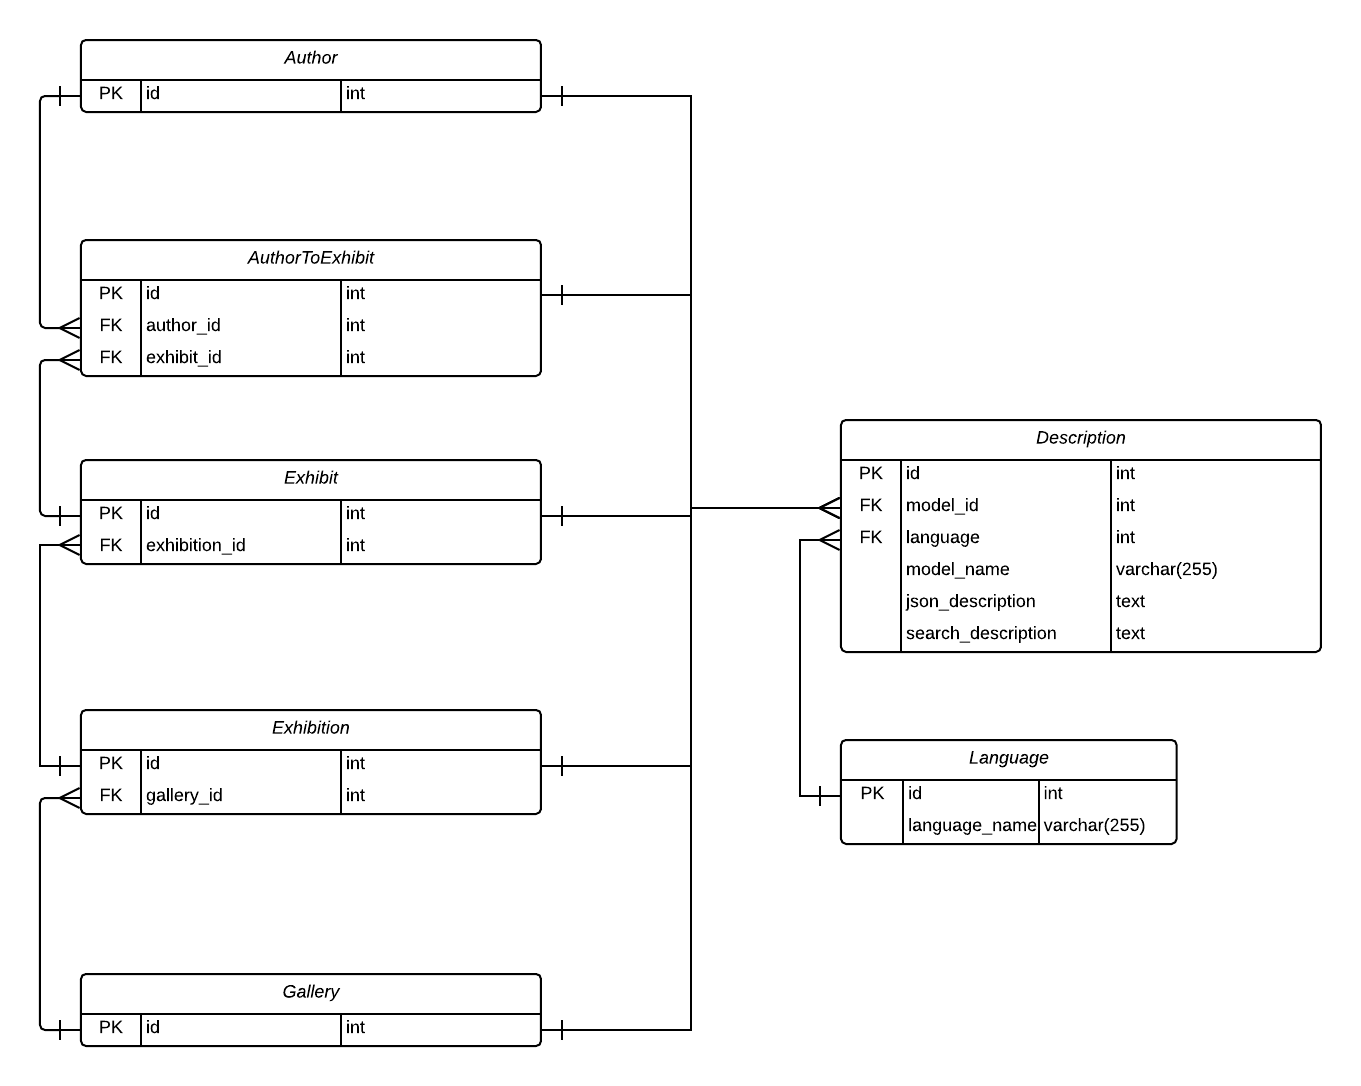 Author
PK id int
AuthorToExhibit
PK id int
FK author_id int
FK exhibit_id int
Exhibit
PK id int
FK exhibition_id int
Exhibition
PK id int
FK gallery_id int
Gallery
PK id int
Description
PK id int
FK model_id int
FK language int
model_name varchar(255)
json_description text
search_description text
Language
PK id int
language_name varchar(255)